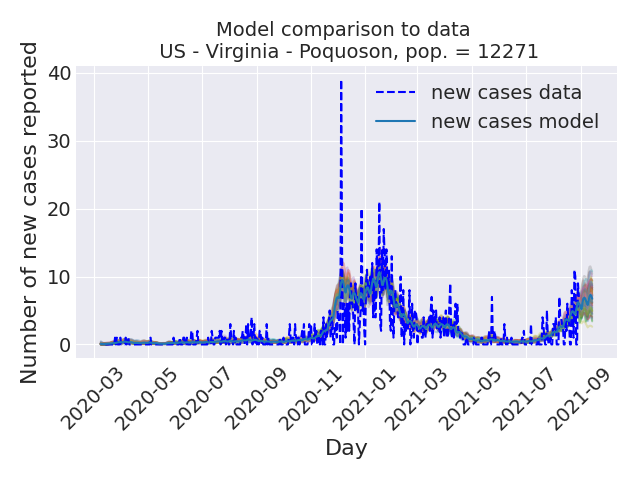 Model comparison to data
US - Virginia - Poquoson, pop. = 12271
Number of new cases reported
40
30
20
10
0
new cases data
new cases model
2020-03
2020-05
2020-07
2020-09
2020-11
2021-01
2021-03
2021-05
2021-07
2021-09
Day